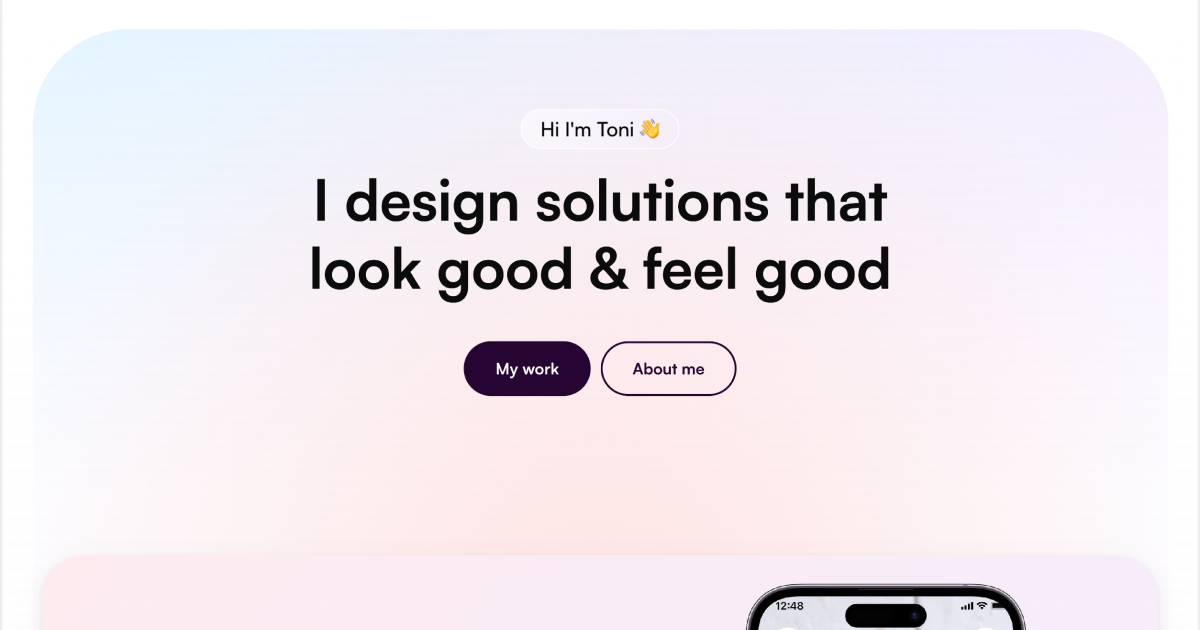 Hi I'm Toni 👋
I design solutions that
look good & feel good
My work
About me
12:48